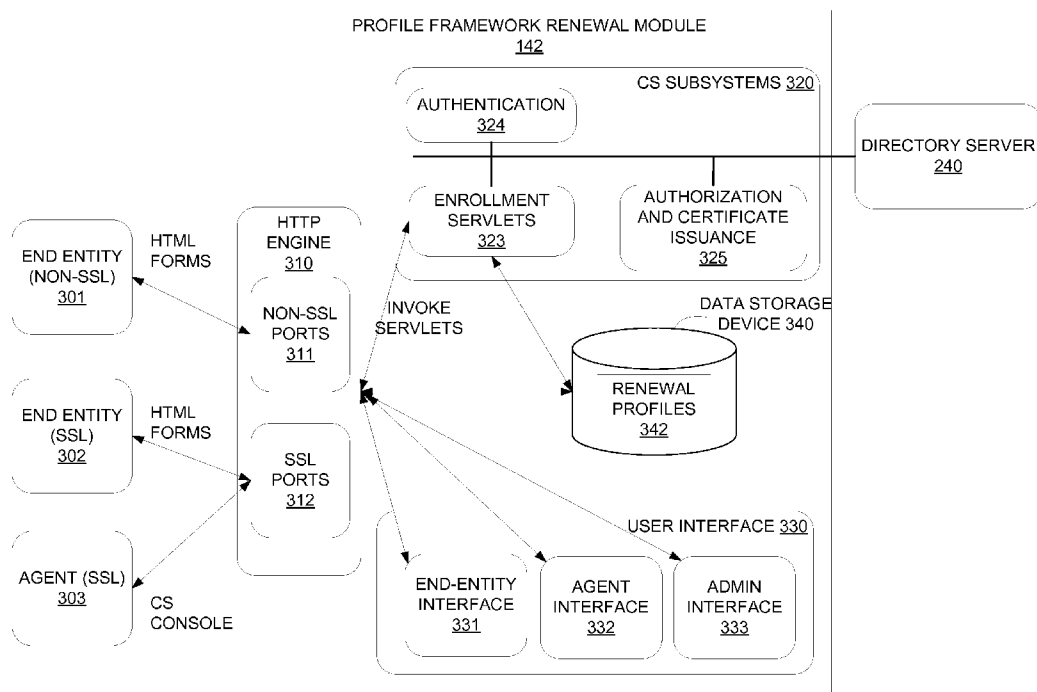 PROFILE FRAMEWORK RENEWAL MODULE
142
CS SUBSYSTEMS 320
AUTHENTICATION
324
DIRECTORY SERVER
240
ENROLLMENT
SERVLETS
323
AUTHORIZATION
AND CERTIFICATE
ISSUANCE
325
HTTP
ENGINE
310
END ENTITY
(NON-SSL)
301
HTML
FORMS
NON-SSL
PORTS
311
INVOKE
SERVLETS
DATA STORAGE
DEVICE 340
RENEWAL
PROFILES
342
END ENTITY
(SSL)
302
HTML
FORMS
SSL
PORTS
312
USER INTERFACE 330
AGENT (SSL)
303
CS
CONSOLE
END-ENTITY
INTERFACE
331
AGENT
INTERFACE
332
ADMIN
INTERFACE
333